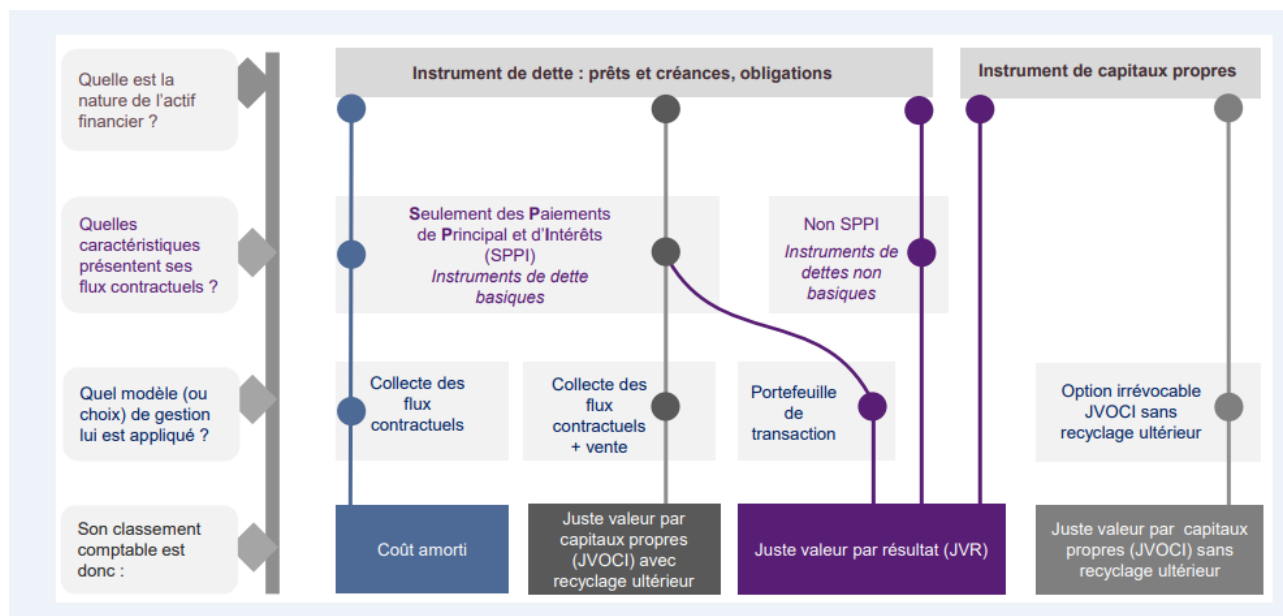 Quelle est la
nature de l'actif
financier ?
Instrument de dette : prêts et créances, obligations
Instrument de capitaux propres
Quelles
caractéristiques
présentent ses
flux contractuels ?
Seulement des Paiements
de Principal et d'Intérêts
(SPPI)
Instruments de dette
basiques
Non SPPI
Instruments de
dettes non
basiques
Quel modèle (ou
choix) de gestion
lui est appliqué ?
Collecte des
flux
contractuels
Collecte des
flux
contractuels
+ vente
Portefeuille
de
transaction
Option irrévocable
JVOCI sans
recyclage ultérieur
Son classement
comptable est
donc :
Coût amorti
Juste valeur par
capitaux propres
(JVOCI) avec
recyclage ultérieur
Juste valeur par résultat (JVR)
Juste valeur par capitaux
propres (JVOCI) sans
recyclage ultérieur